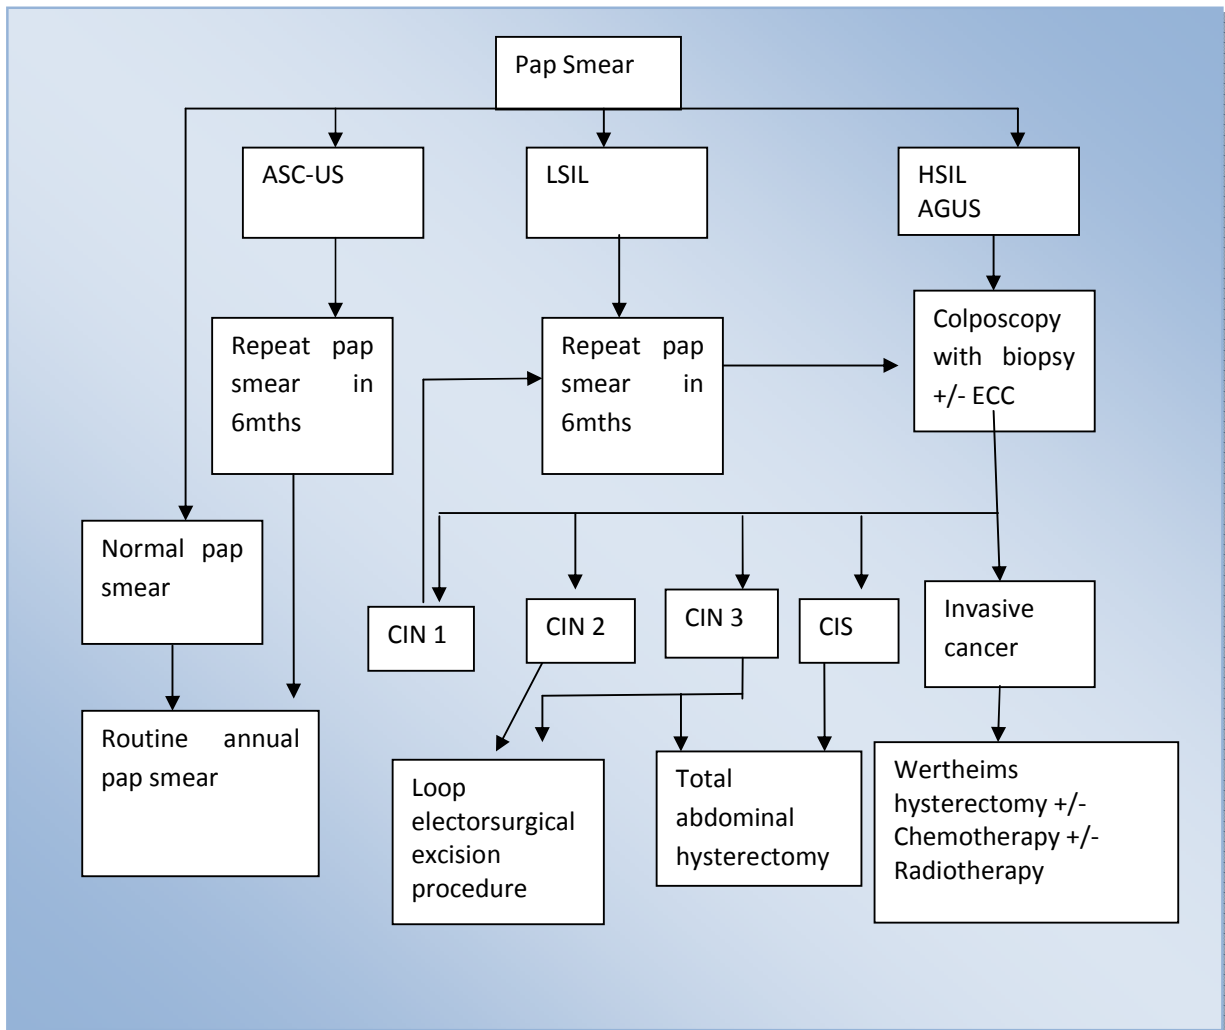 Pap Smear
ASC-US
LSIL
HSIL
AGUS
Repeat pap
smear in
6mths
Repeat pap
smear in
6mths
Colposcopy
with biopsy
+/- ECC
Normal pap
smear
CIN 1
CIN 2
CIN 3
CIS
Invasive
cancer
Routine annual
pap smear
Loop
electorsurgical
excision
procedure
Total
abdominal
hysterectomy
Wertheims
hysterectomy +/-
Chemotherapy +/-
Radiotherapy